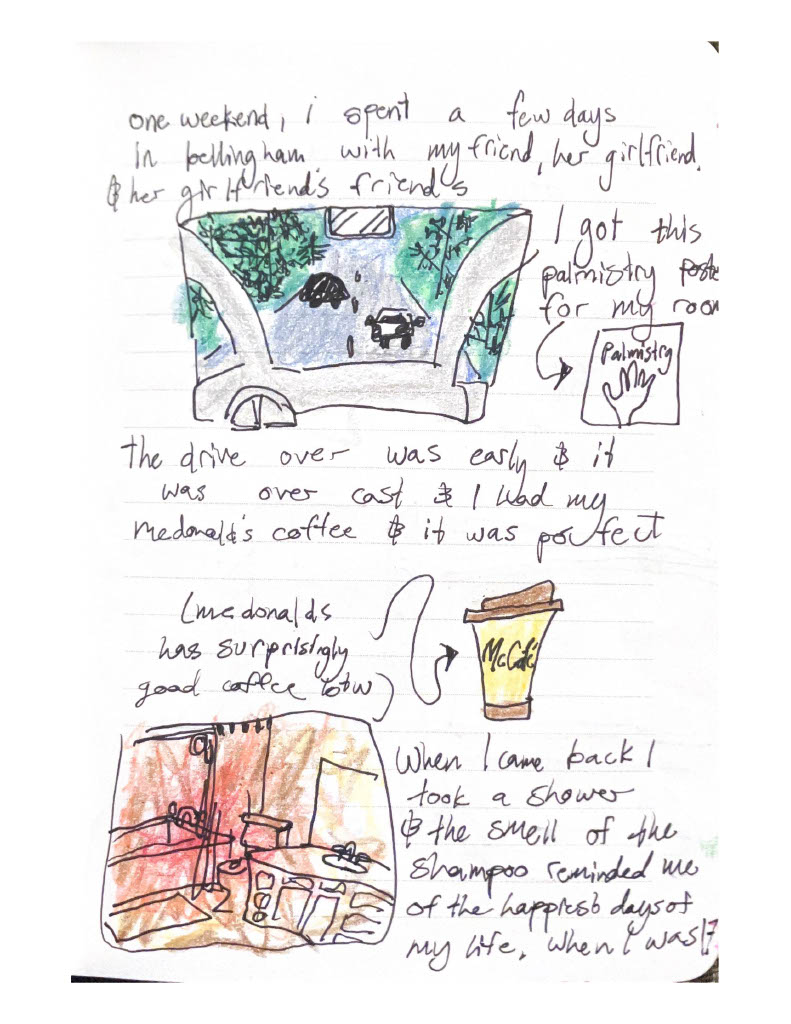 one weekend, i spent a few days
in bellingham with my friend, her girlfriend,
& her girlfriend's friends
I got this
palmistry poste
for my room
Palmistry
the drive over was early & it
was over cast & I had my
mcdonald's coffee & it was perfect
(mcdonalds
has surprisingly
good coffee btw)
McCafé
When I came back I
took a shower
& the smell of the
shampoo reminded me
of the happiest days of
my life. when I was 17